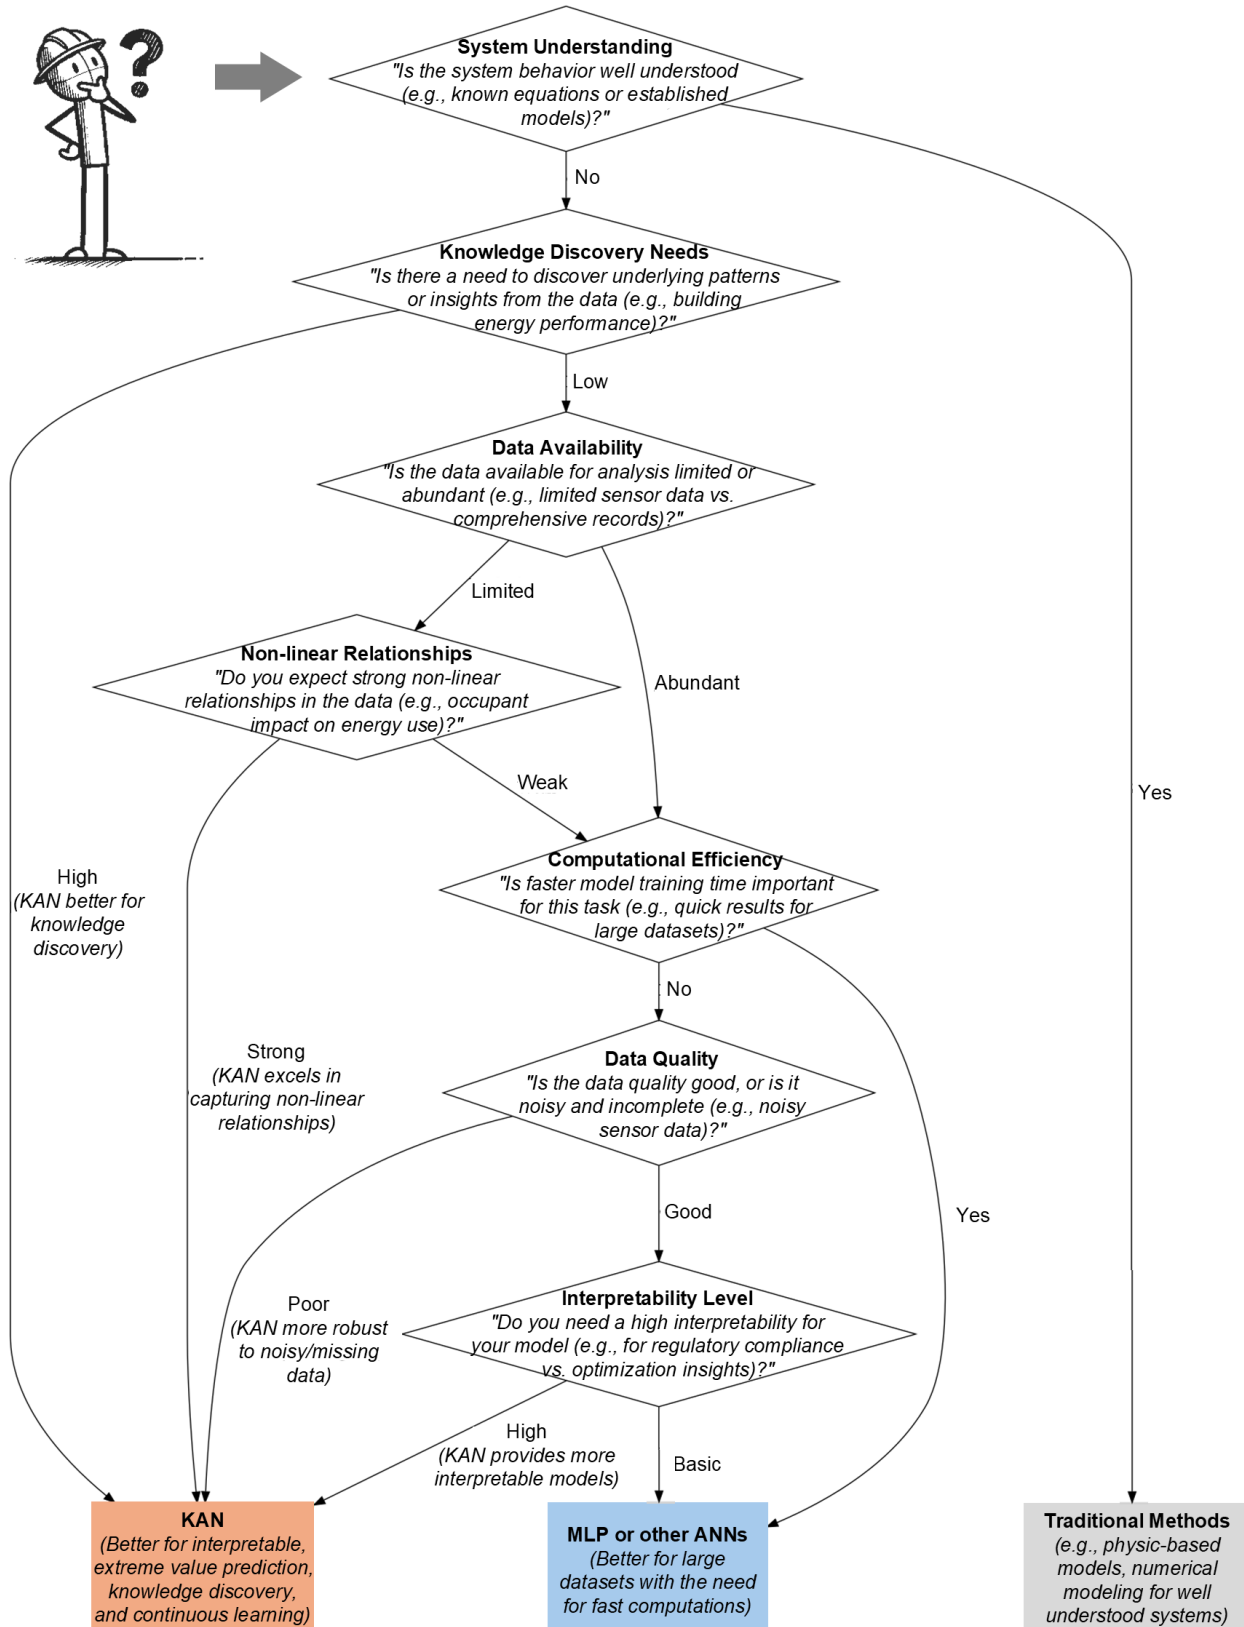 ?
System Understanding
"Is the system behavior well understood
(e.g., known equations or established
models)?"
No
Knowledge Discovery Needs
"Is there a need to discover underlying patterns
or insights from the data (e.g., building
energy performance)?"
Low
Data Availability
"Is the data available for analysis limited or
abundant (e.g., limited sensor data vs.
comprehensive records)?"
Limited
Non-linear Relationships
"Do you expect strong non-linear
relationships in the data (e.g., occupant
impact on energy use)?"
Abundant
Weak
Yes
Computational Efficiency
"Is faster model training time important
for this task (e.g., quick results for
large datasets)?"
High
(KAN better for
knowledge
discovery)
No
Strong
(KAN excels in
capturing non-linear
relationships)
Data Quality
"Is the data quality good, or is it
noisy and incomplete (e.g., noisy
sensor data)?"
Good
Yes
Poor
(KAN more robust
to noisy/missing
data)
Interpretability Level
"Do you need a high interpretability for
your model (e.g., for regulatory compliance
vs. optimization insights)?"
High
(KAN provides more
interpretable models)
Basic
KAN
(Better for interpretable,
extreme value prediction,
knowledge discovery,
and continuous learning)
MLP or other ANNs
(Better for large
datasets with the need
for fast computations)
Traditional Methods
(e.g., physic-based
models, numerical
modeling for well
understood systems)